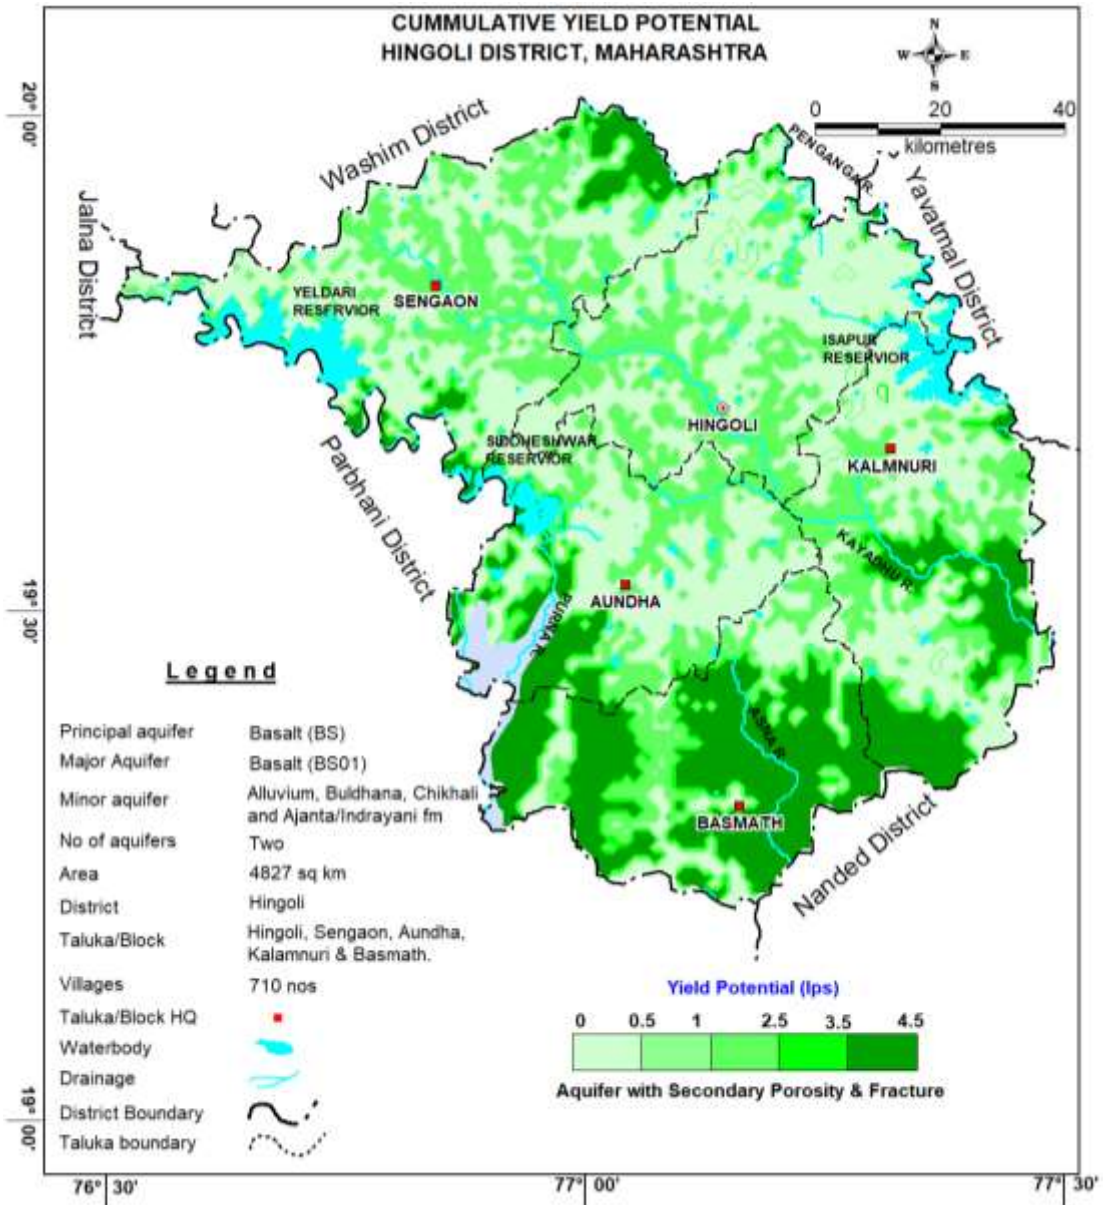 CUMMULATIVE YIELD POTENTIAL
HINGOLI DISTRICT, MAHARASHTRA
N
W E
S
0 20 40
kilometres
20° 00'
19° 30'
19° 00'
Washim District
PENGANGA R.
Yavatmal District
Jalna District
YELDARI
RESFRVIOR
SENGAON
ISAPUR
RESERVIOR
HINGOLI
SIDDHESHWAR
RESERVIOR
KALMNURI
Parbhani District
KAYADHU R.
AUNDHA
PURNA R.
ASNA R.
BASMATH
Nanded District
Legend
Principal aquifer Basalt (BS)
Major Aquifer Basalt (BS01)
Minor aquifer Alluvium, Buldhana, Chikhali
and Ajanta/Indrayani fm
No of aquifers Two
Area 4827 sq km
District Hingoli
Taluka/Block Hingoli, Sengaon, Aundha,
Kalamnuri & Basmath.
Villages 710 nos
Taluka/Block HQ
Waterbody
Drainage
District Boundary
Taluka boundary
Yield Potential (lps)
0 0.5 1 2.5 3.5 4.5
Aquifer with Secondary Porosity & Fracture
76° 30' 77° 00' 77° 30'